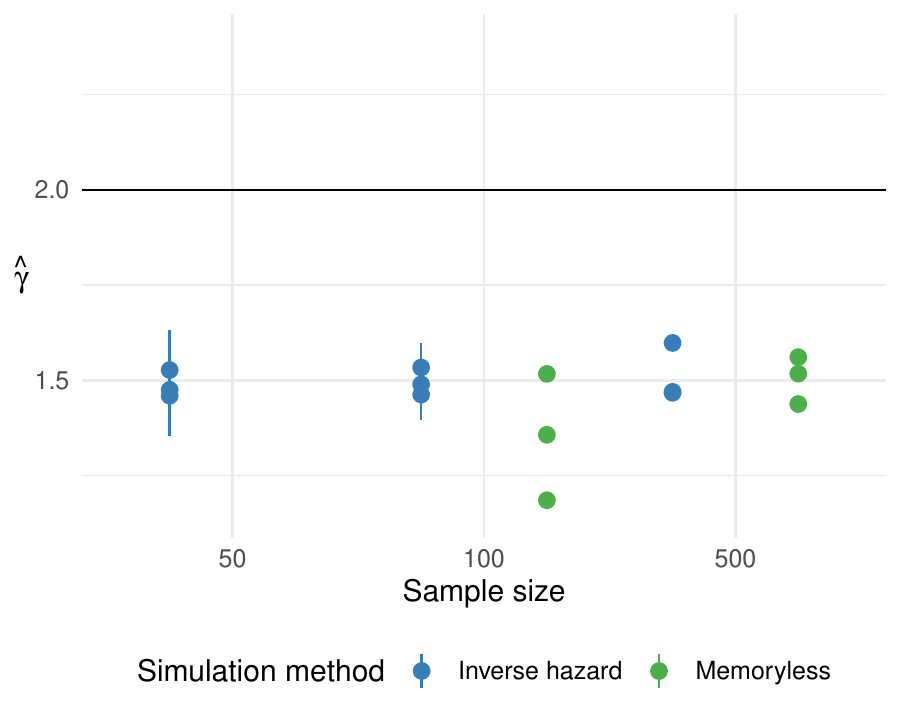 2.0
γ̂
1.5
50 100 500
Sample size
Simulation method Inverse hazard Memoryless